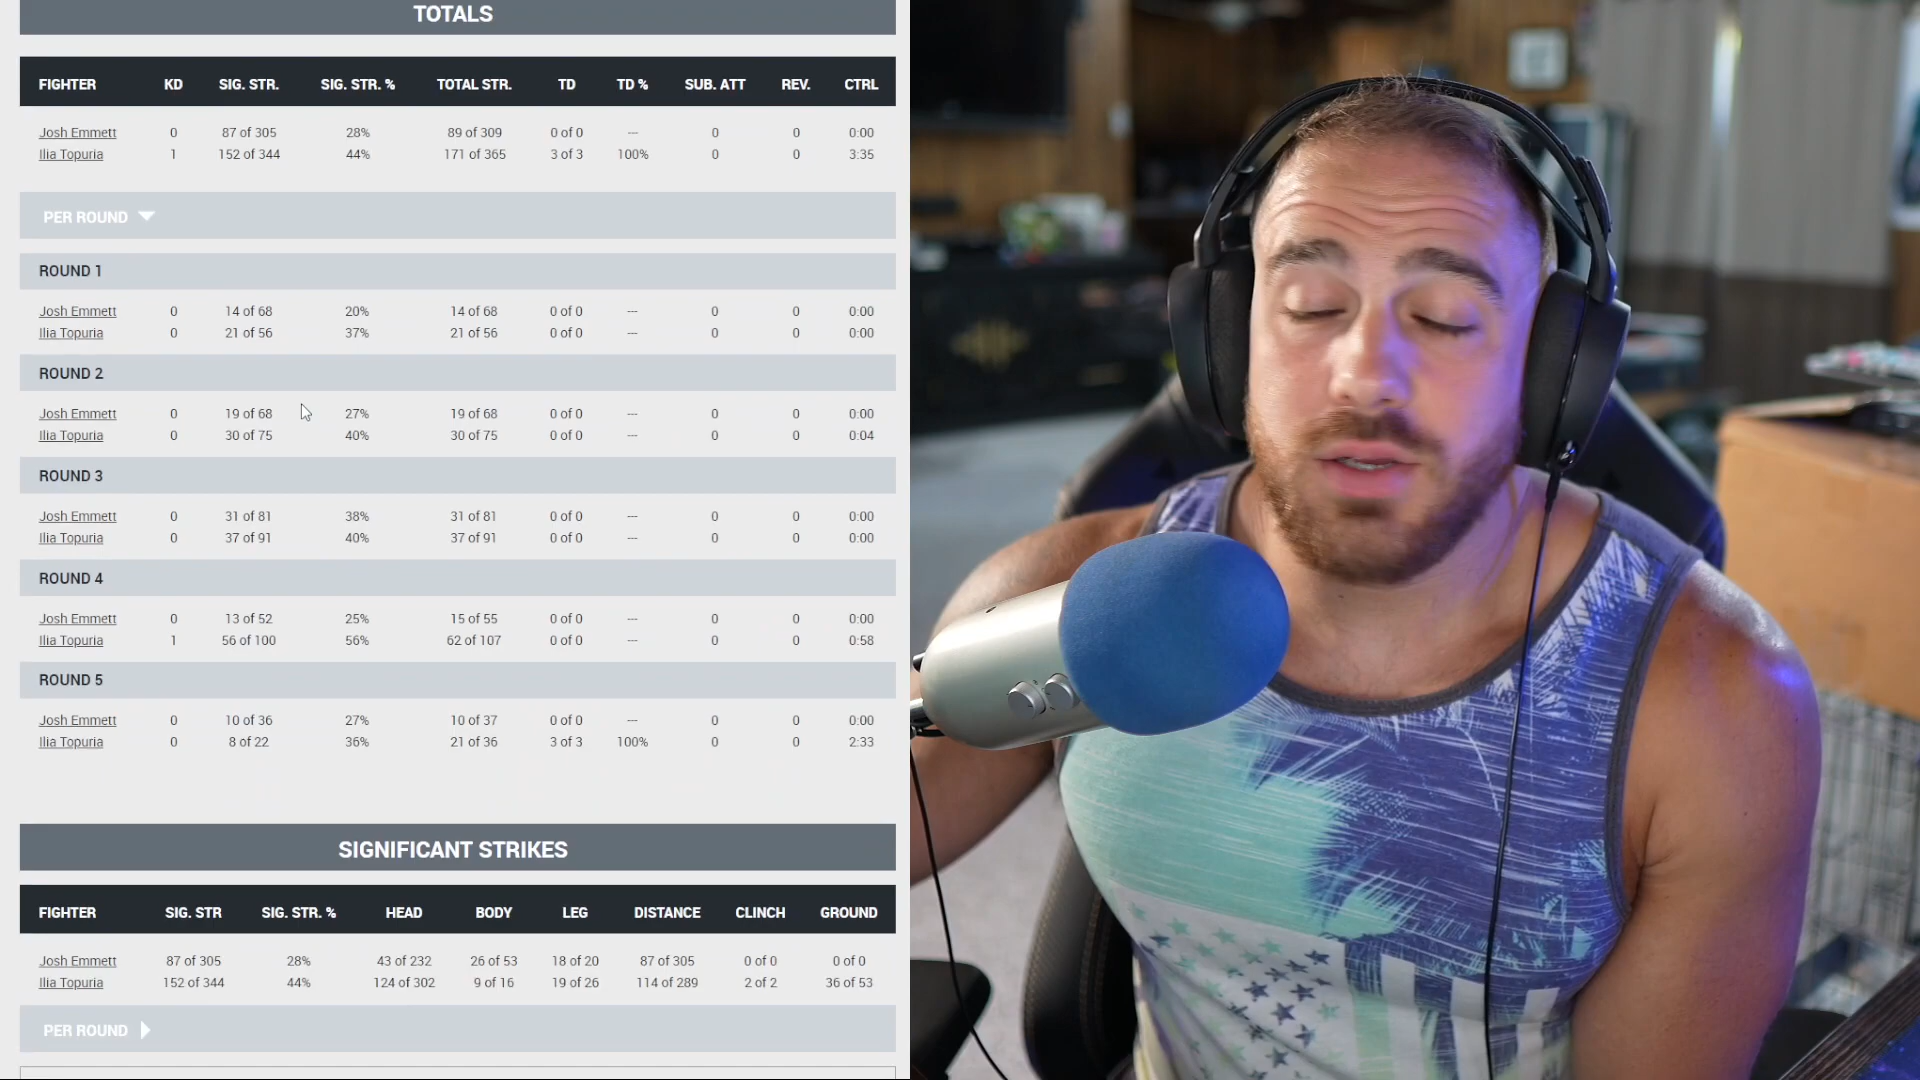 TOTALS
FIGHTER KD SIG. STR. SIG. STR. % TOTAL STR. TD TD % SUB. ATT REV. CTRL
Josh Emmett 0 87 of 305 28% 89 of 309 0 of 0 --- 0 0 0:00
Ilia Topuria 1 152 of 344 44% 171 of 365 3 of 3 100% 0 0 3:35
PER ROUND
ROUND 1
Josh Emmett 0 14 of 68 20% 14 of 68 0 of 0 --- 0 0 0:00
Ilia Topuria 0 21 of 56 37% 21 of 56 0 of 0 --- 0 0 0:00
ROUND 2
Josh Emmett 0 19 of 68 27% 19 of 68 0 of 0 --- 0 0 0:00
Ilia Topuria 0 30 of 75 40% 30 of 75 0 of 0 --- 0 0 0:04
ROUND 3
Josh Emmett 0 31 of 81 38% 31 of 81 0 of 0 --- 0 0 0:00
Ilia Topuria 0 37 of 91 40% 37 of 91 0 of 0 --- 0 0 0:00
ROUND 4
Josh Emmett 0 13 of 52 25% 15 of 55 0 of 0 --- 0 0 0:00
Ilia Topuria 1 56 of 100 56% 62 of 107 0 of 0 --- 0 0 0:58
ROUND 5
Josh Emmett 0 10 of 36 27% 10 of 37 0 of 0 --- 0 0 0:00
Ilia Topuria 0 8 of 22 36% 21 of 36 3 of 3 100% 0 0 2:33
SIGNIFICANT STRIKES
FIGHTER SIG. STR SIG. STR. % HEAD BODY LEG DISTANCE CLINCH GROUND
Josh Emmett 87 of 305 28% 43 of 232 26 of 53 18 of 20 87 of 305 0 of 0 0 of 0
Ilia Topuria 152 of 344 44% 124 of 302 9 of 16 19 of 26 114 of 289 2 of 2 36 of 53
PER ROUND